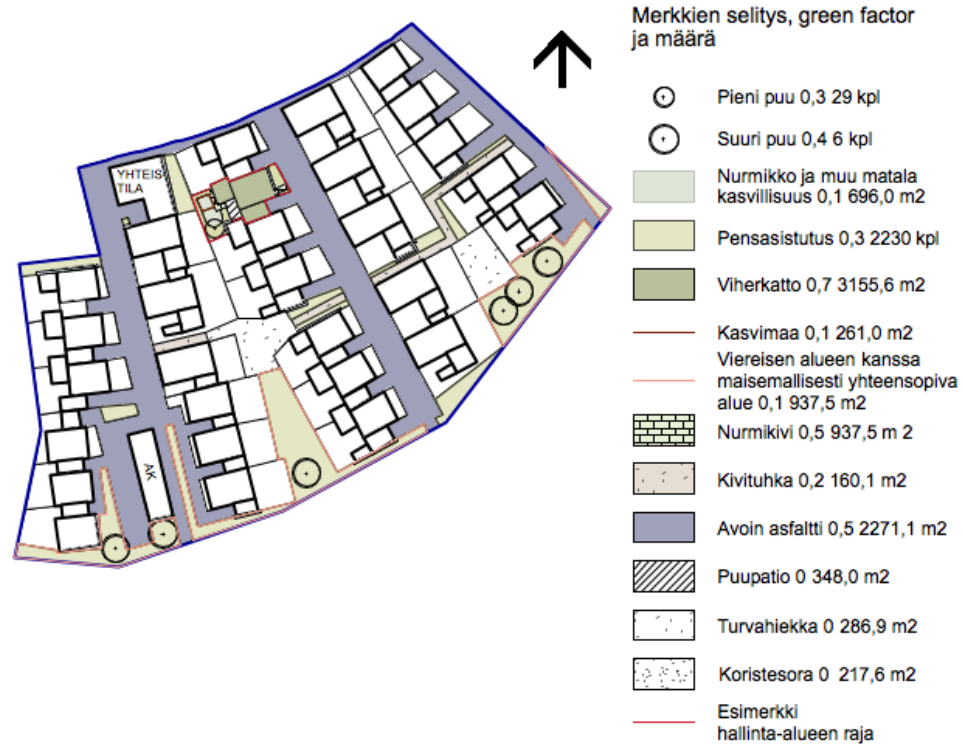 Merkkien selitys, green factor
ja määrä
Pieni puu 0,3 29 kpl
Suuri puu 0,4 6 kpl
Nurmikko ja muu matala
kasvillisuus 0,1 696,0 m2
Pensasistutus 0,3 2230 kpl
Viherkatto 0,7 3155,6 m2
Kasvimaa 0,1 261,0 m2
Viereisen alueen kanssa
maisemallisesti yhteensopiva
alue 0,1 937,5 m2
Nurmikivi 0,5 937,5 m 2
Kivituhka 0,2 160,1 m2
Avoin asfaltti 0,5 2271,1 m2
Puupatio 0 348,0 m2
Turvahiekka 0 286,9 m2
Koristesora 0 217,6 m2
Esimerkki
hallinta-alueen raja
YHTEIS
TILA
AK